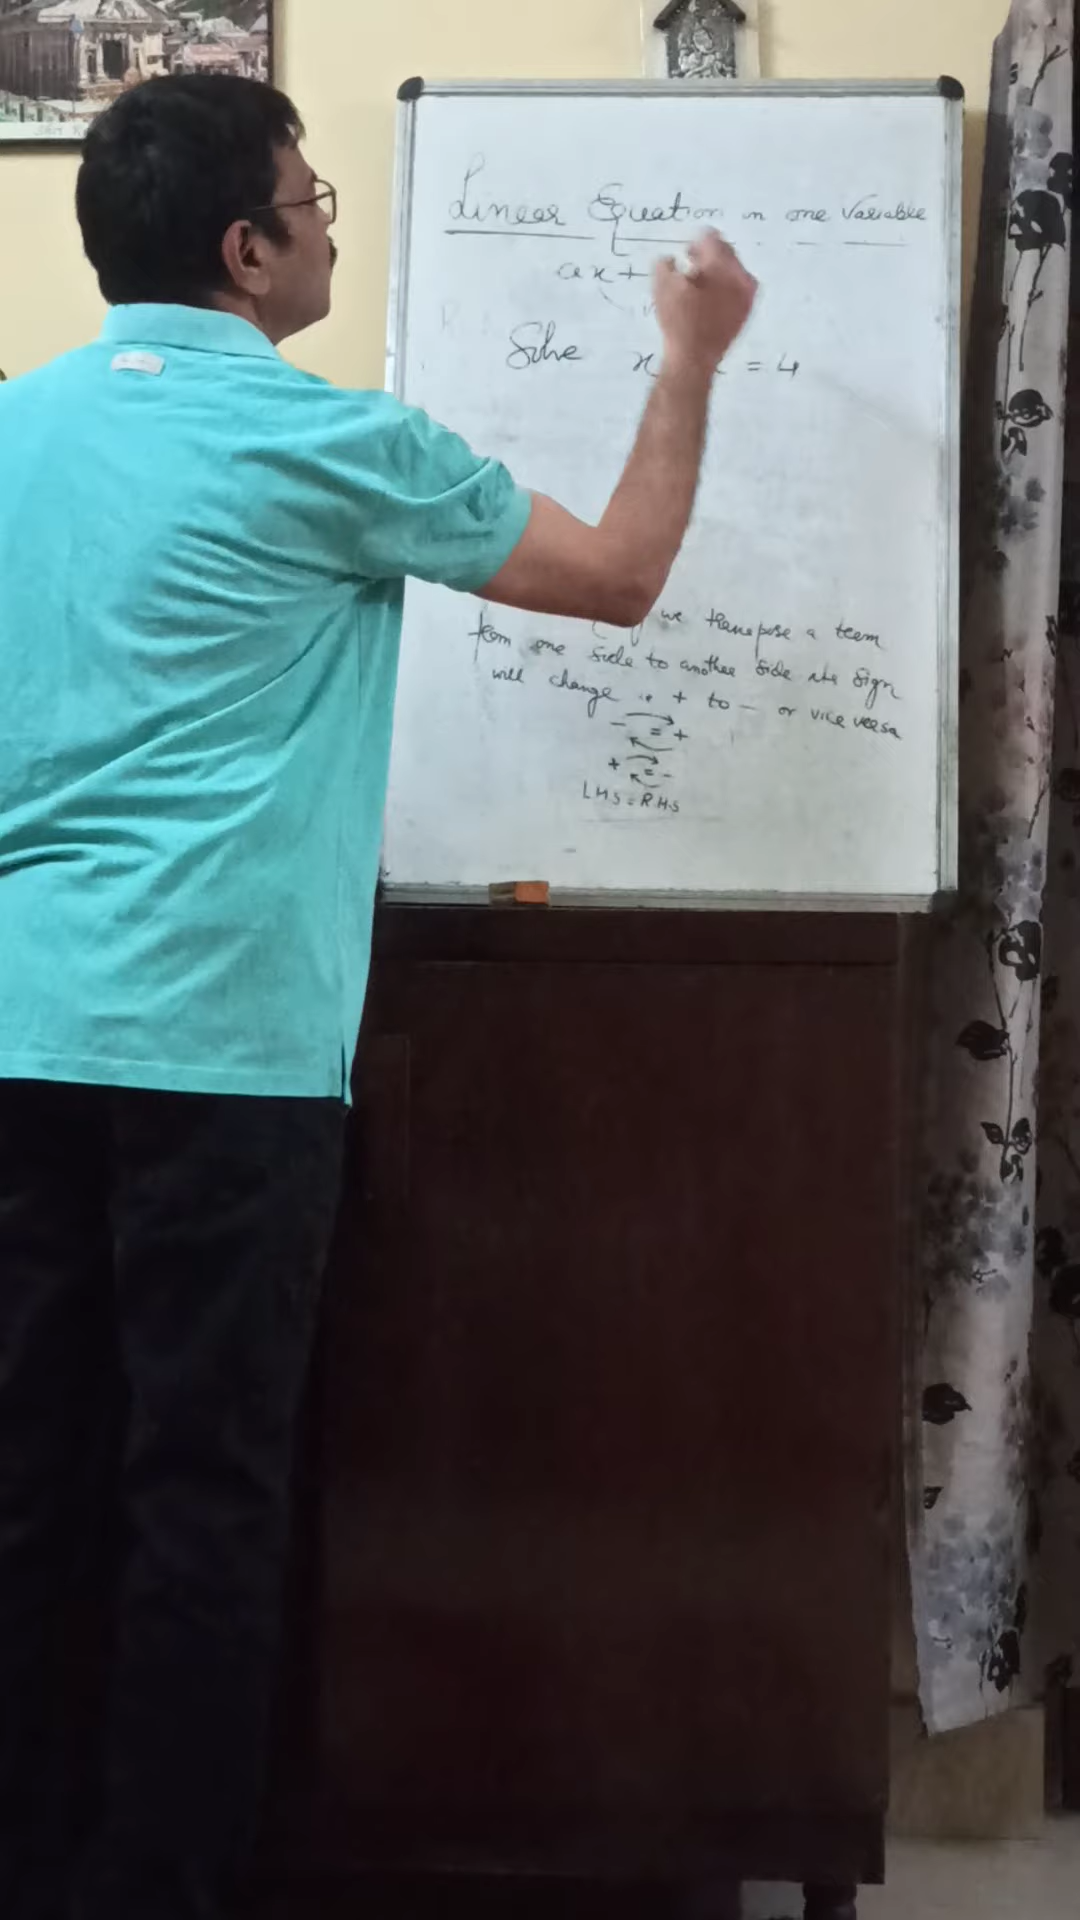 Linear Equation in one Variable
ax+
Solve x = 4
we transpose a term
from one side to another side its sign
will change + to - or vice versa
- = +
+ = -
LHS = RHS